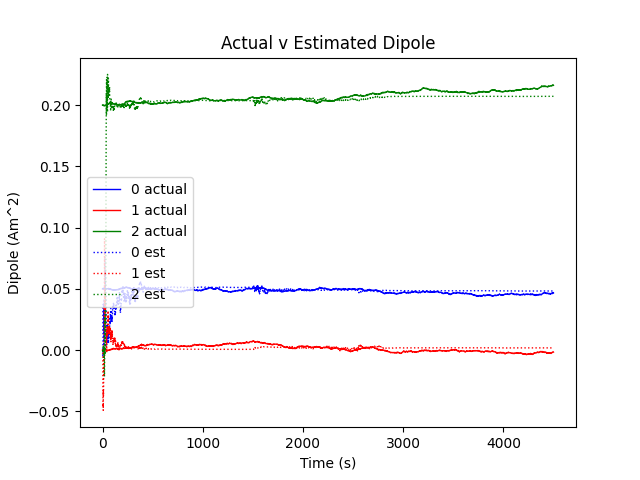 Actual v Estimated Dipole
Dipole (Am^2)
0.20
0.15
0.10
0.05
0.00
−0.05
0 actual
1 actual
2 actual
0 est
1 est
2 est
0
1000
2000
3000
4000
Time (s)